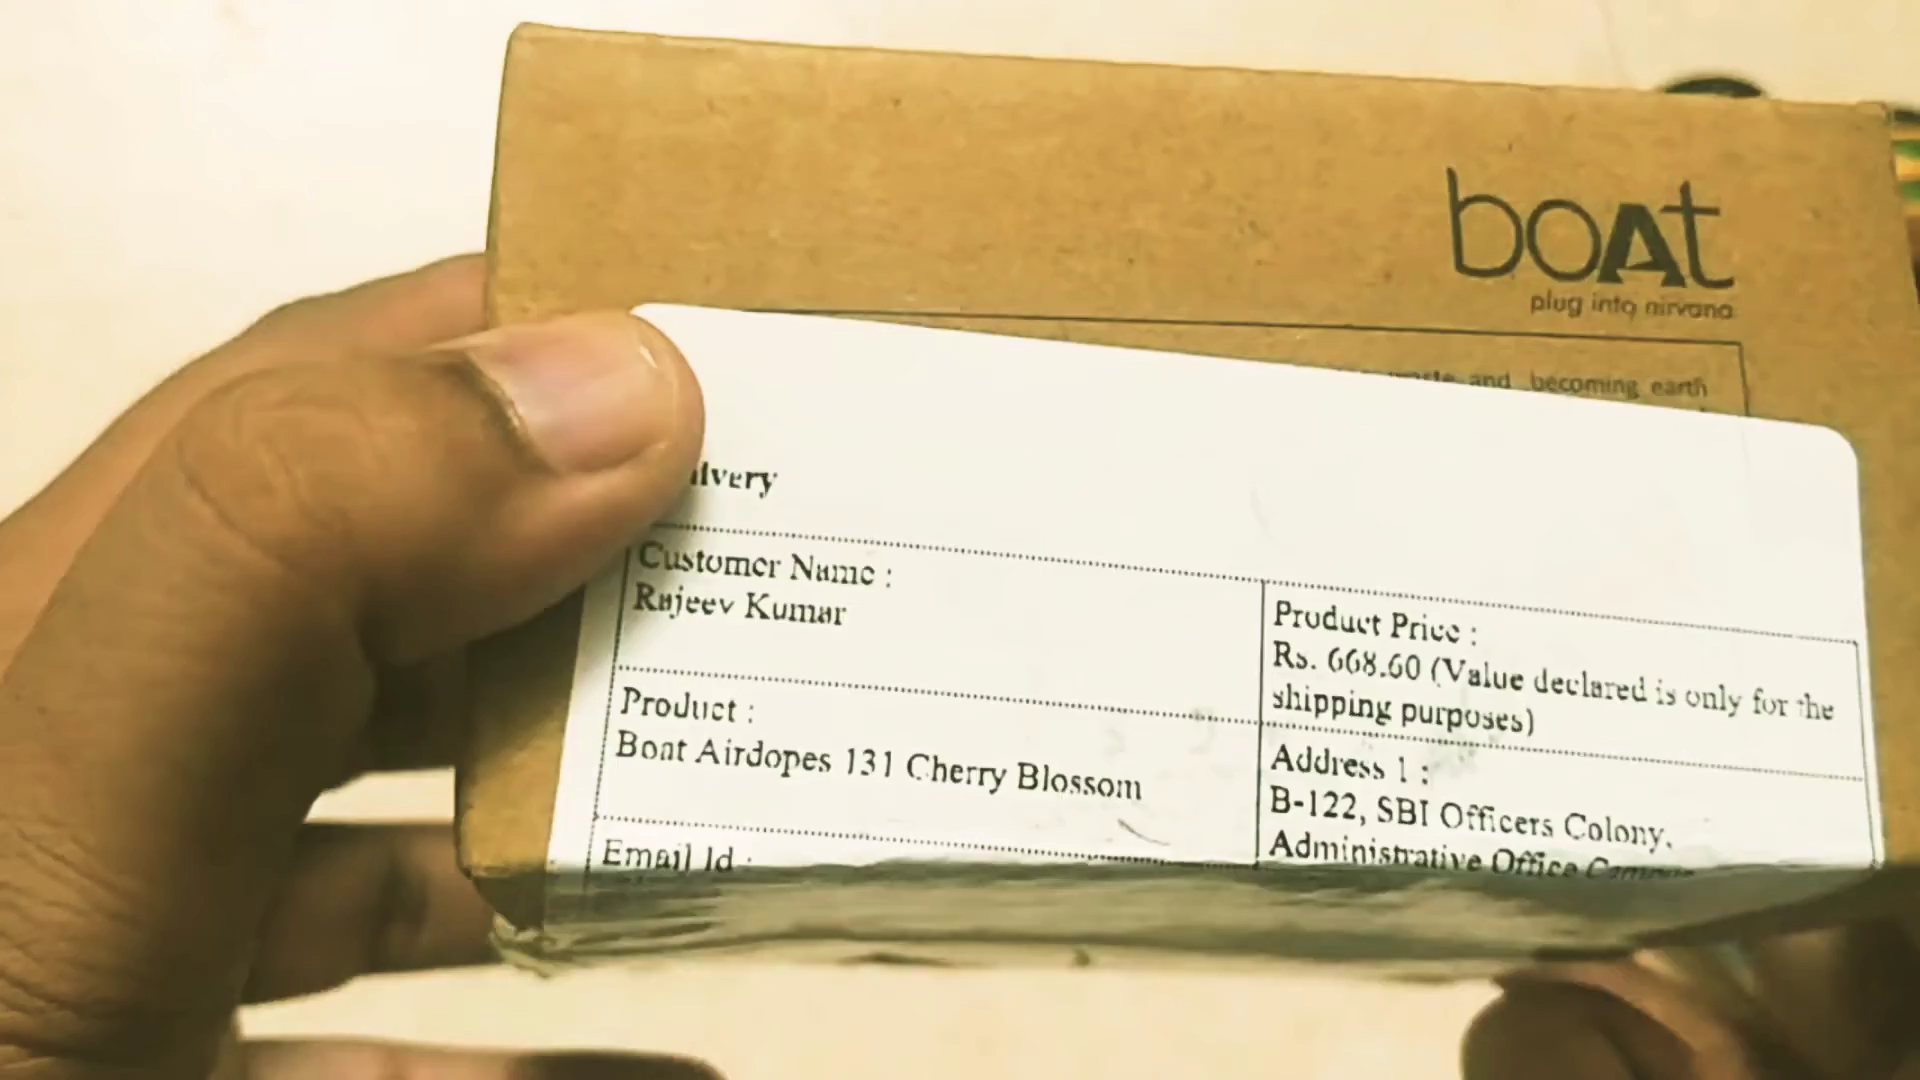 boAt
plug into nirvana
waste and becoming earth
Customer Name :
Rajeev Kumar
Product Price :
Rs. 668.60 (Value declared is only for the
shipping purposes)
Product :
Boat Airdopes 131 Cherry Blossom
Address 1 :
B-122, SBI Officers Colony,
Administrative Office
Email Id :